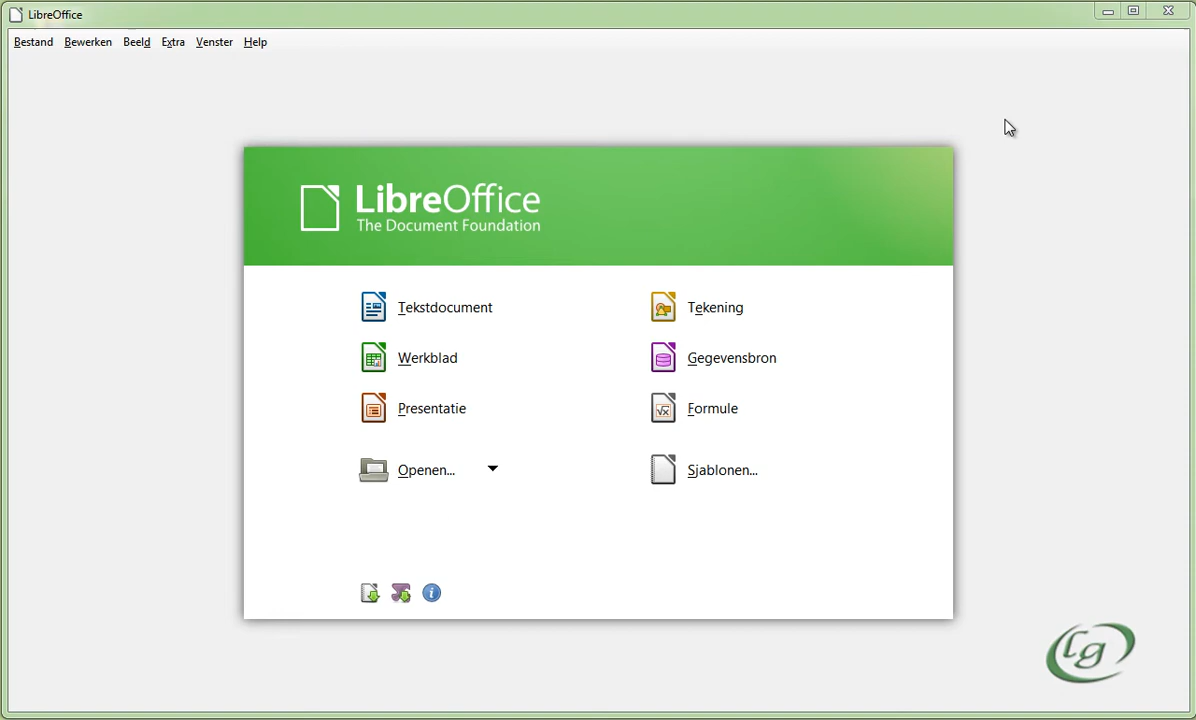 LibreOffice
Bestand Bewerken Beeld Extra Venster Help
LibreOffice
The Document Foundation
Tekstdocument
Tekening
Werkblad
Gegevensbron
Presentatie
Formule
Openen...
Sjablonen...
Lg